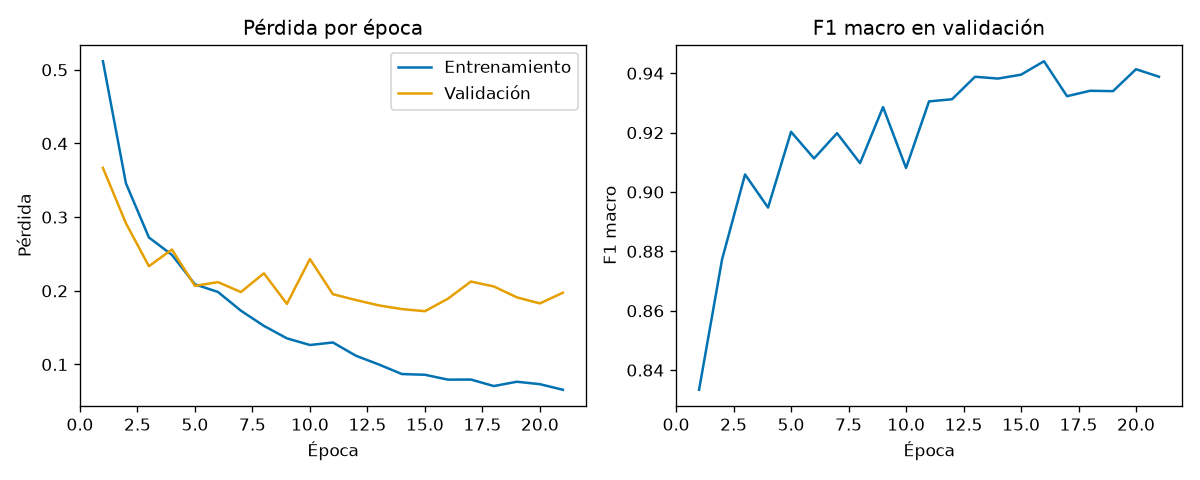 Pérdida por época
Pérdida
0.5
0.4
0.3
0.2
0.1
Entrenamiento
Validación
0.0 2.5 5.0 7.5 10.0 12.5 15.0 17.5 20.0
Época
F1 macro en validación
F1 macro
0.94
0.92
0.90
0.88
0.86
0.84
0.0 2.5 5.0 7.5 10.0 12.5 15.0 17.5 20.0
Época